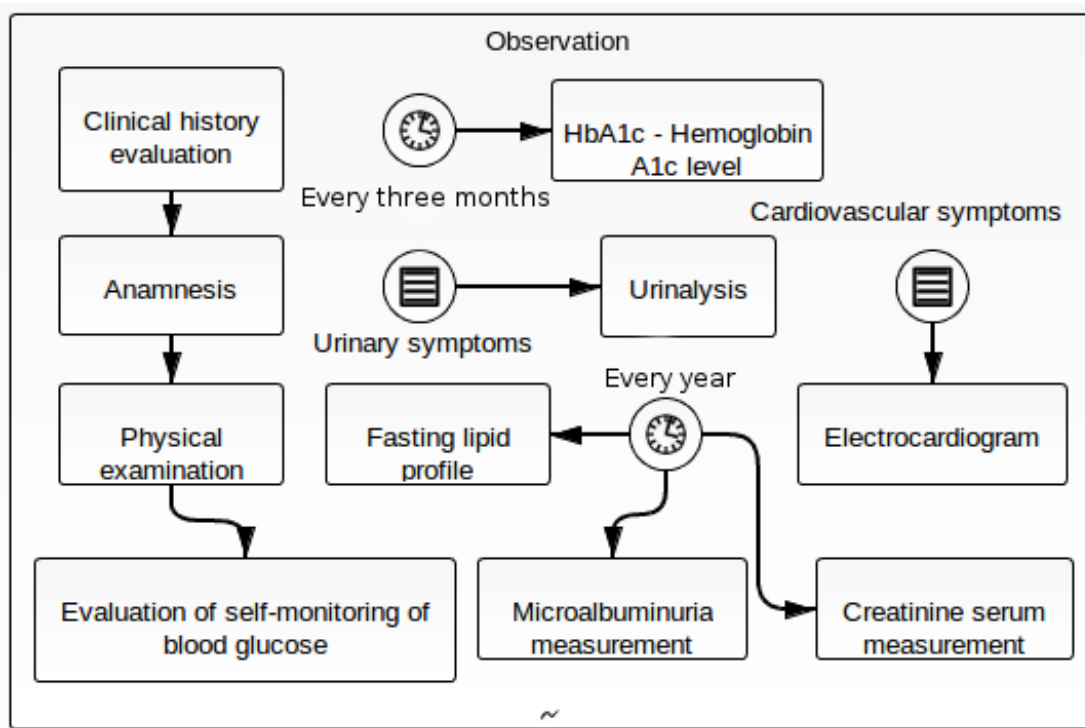 Observation
Clinical history
evaluation
HbA1c - Hemoglobin
A1c level
Every three months
Cardiovascular symptoms
Anamnesis
Urinalysis
Urinary symptoms
Every year
Physical
examination
Fasting lipid
profile
Electrocardiogram
Evaluation of self-monitoring of
blood glucose
Microalbuminuria
measurement
Creatinine serum
measurement
~